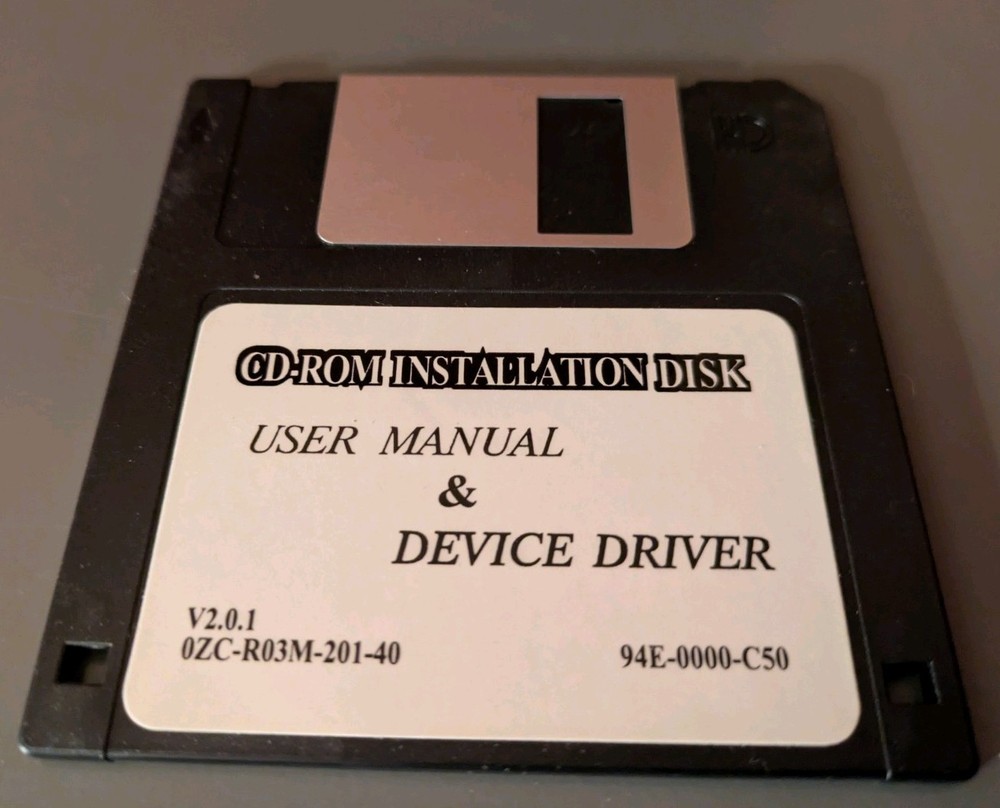 CD-ROM INSTALLATION DISK
USER MANUAL
&
DEVICE DRIVER
V2.0.1
0ZC-R03M-201-40 94E-0000-C50